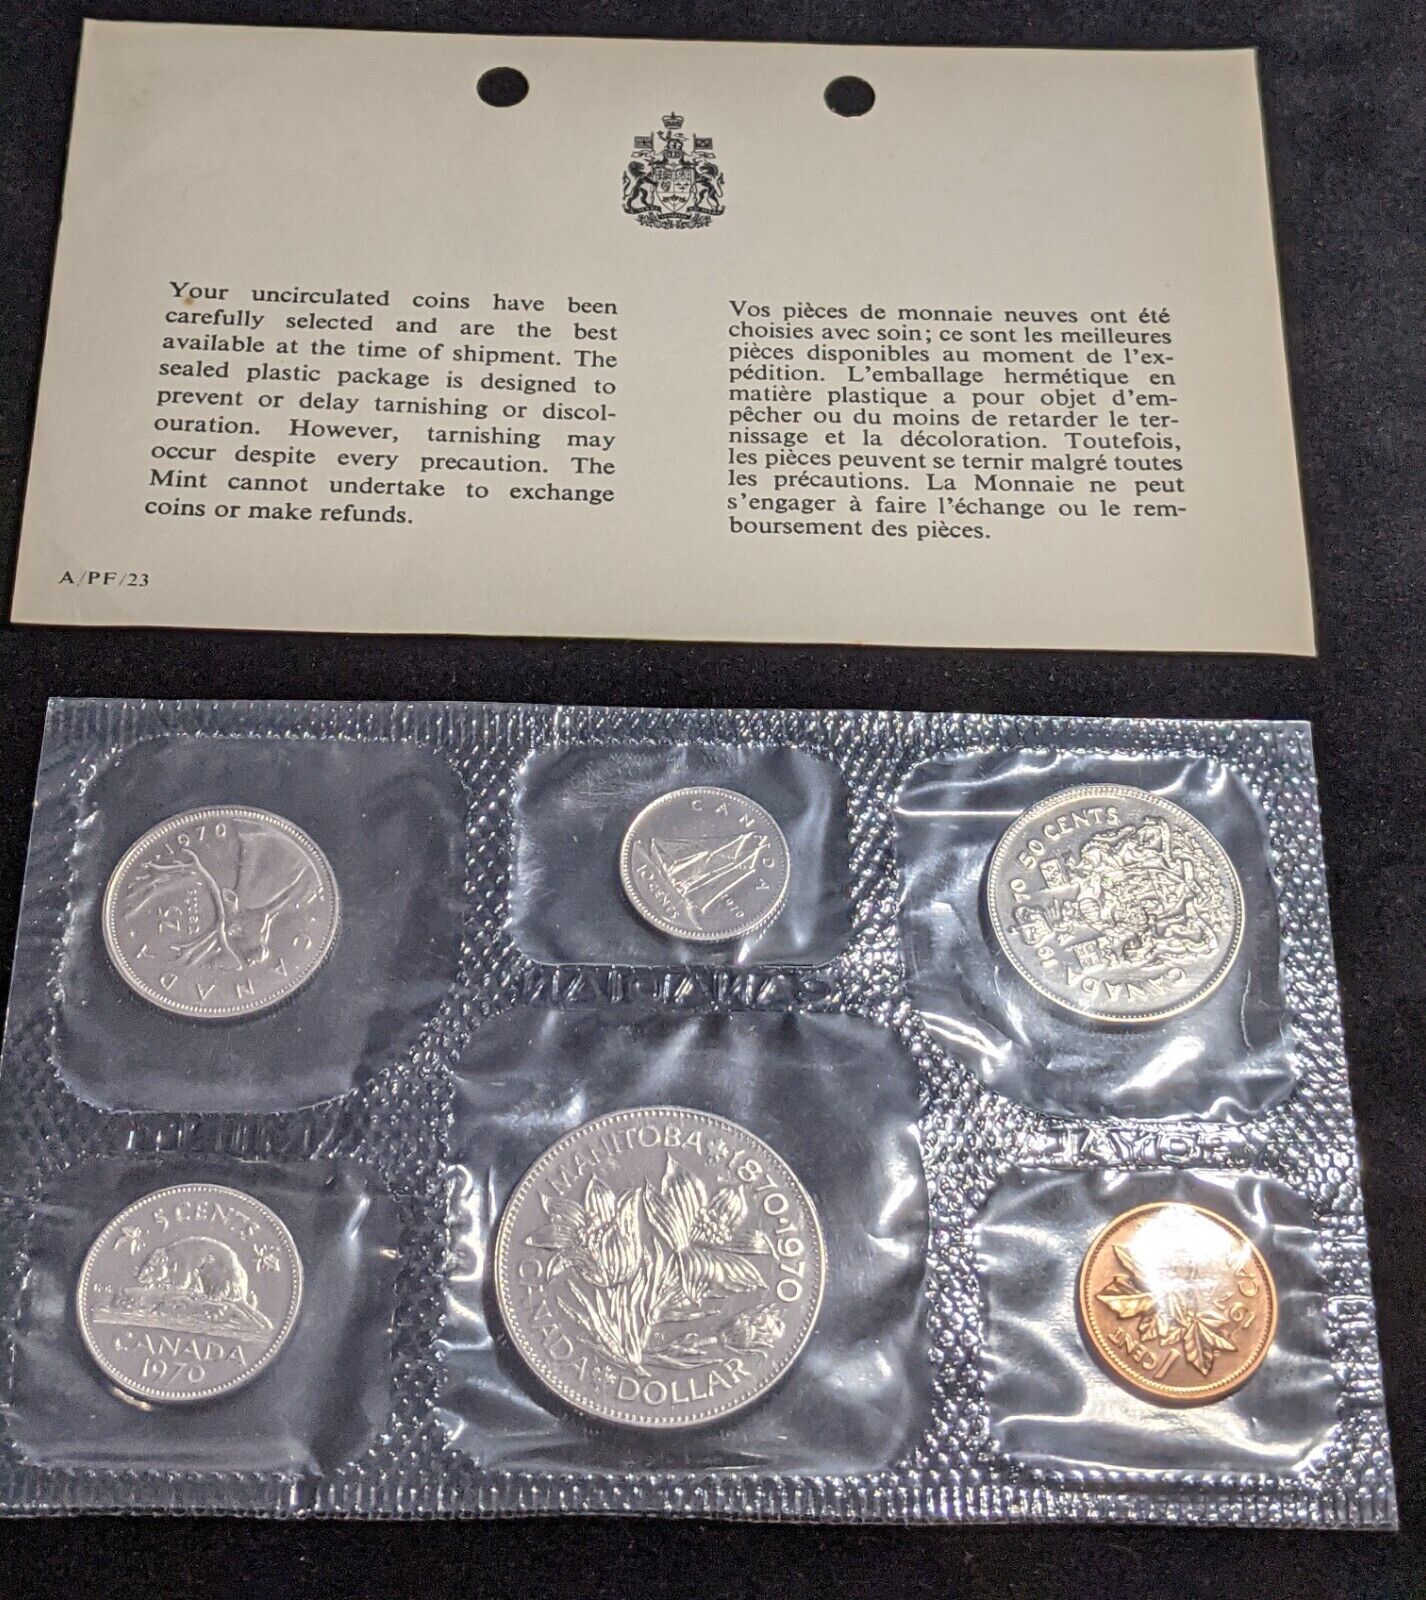 Your uncirculated coins have been
carefully selected and are the best
available at the time of shipment. The
sealed plastic package is designed to
prevent or delay tarnishing or discol-
ouration. However, tarnishing may
occur despite every precaution. The
Mint cannot undertake to exchange
coins or make refunds.
Vos pièces de monnaie neuves ont été
choisies avec soin; ce sont les meilleures
pièces disponibles au moment de l'ex-
pédition. L'emballage hermétique en
matière plastique a pour objet d'em-
pêcher ou du moins de retarder le ter-
nissage et la décoloration. Toutefois,
les pièces peuvent se ternir malgré toutes
les précautions. La Monnaie ne peut
s'engager à faire l'échange ou le rem-
boursement des pièces.
A/PF/23
1970
25
CENTS
CANADA
CANADA
1970
10 CENTS
1970 50 CENTS
CANADA
5 CENTS
CANADA
1970
MANITOBA 1870·1970
CANADA DOLLAR
1 CENT
197